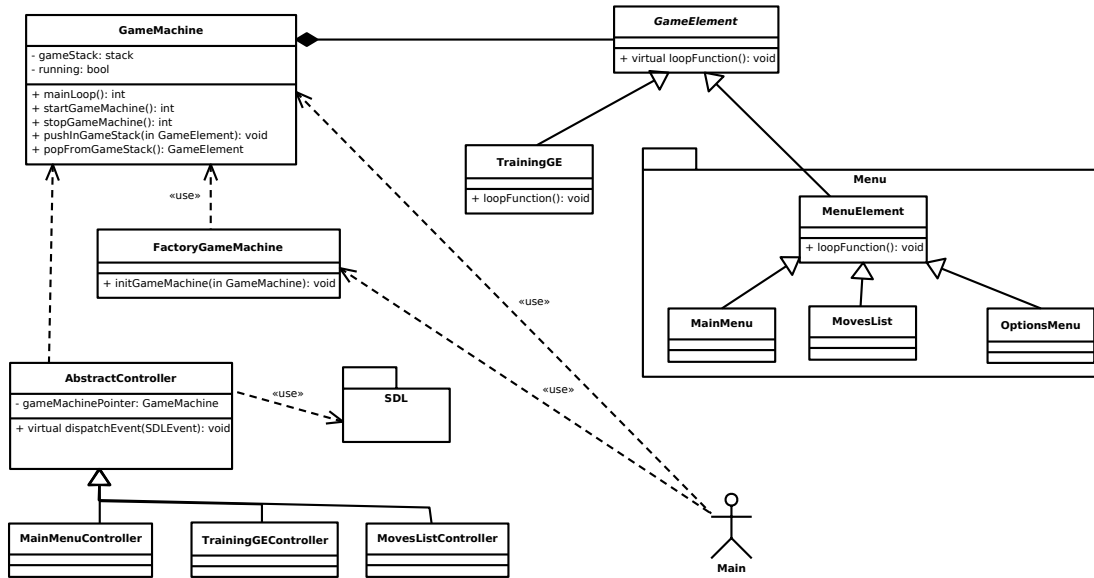 GameMachine
- gameStack: stack
- running: bool
+ mainLoop(): int
+ startGameMachine(): int
+ stopGameMachine(): int
+ pushInGameStack(in GameElement): void
+ popFromGameStack(): GameElement
GameElement
+ virtual loopFunction(): void
TrainingGE
+ loopFunction(): void
Menu
MenuElement
+ loopFunction(): void
MainMenu
MovesList
OptionsMenu
«use»
FactoryGameMachine
+ initGameMachine(in GameMachine): void
«use»
«use»
AbstractController
- gameMachinePointer: GameMachine
+ virtual dispatchEvent(SDLEvent): void
«use»
SDL
MainMenuController
TrainingGEController
MovesListController
Main